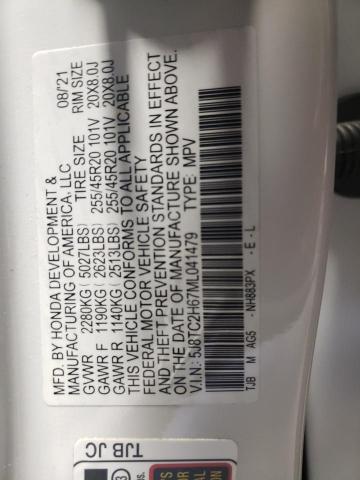 MFD. BY HONDA DEVELOPMENT & 08/'21
MANUFACTURING OF AMERICA, LLC
TIRE SIZE RIM SIZE
GVWR 2280KG ( 5027LBS)
GAWR F 1190KG ( 2623LBS) 255/45R20 101V 20X8.0J
GAWR R 1140KG ( 2513LBS) 255/45R20 101V 20X8.0J
THIS VEHICLE CONFORMS TO ALL APPLICABLE
FEDERAL MOTOR VEHICLE SAFETY
AND THEFT PREVENTION STANDARDS IN EFFECT
ON THE DATE OF MANUFACTURE SHOWN ABOVE.
V.I.N.: 5J8TC2H67ML041479 TYPE: MPV
TJB M AG5 - NH883PX - E - L
TJB JC